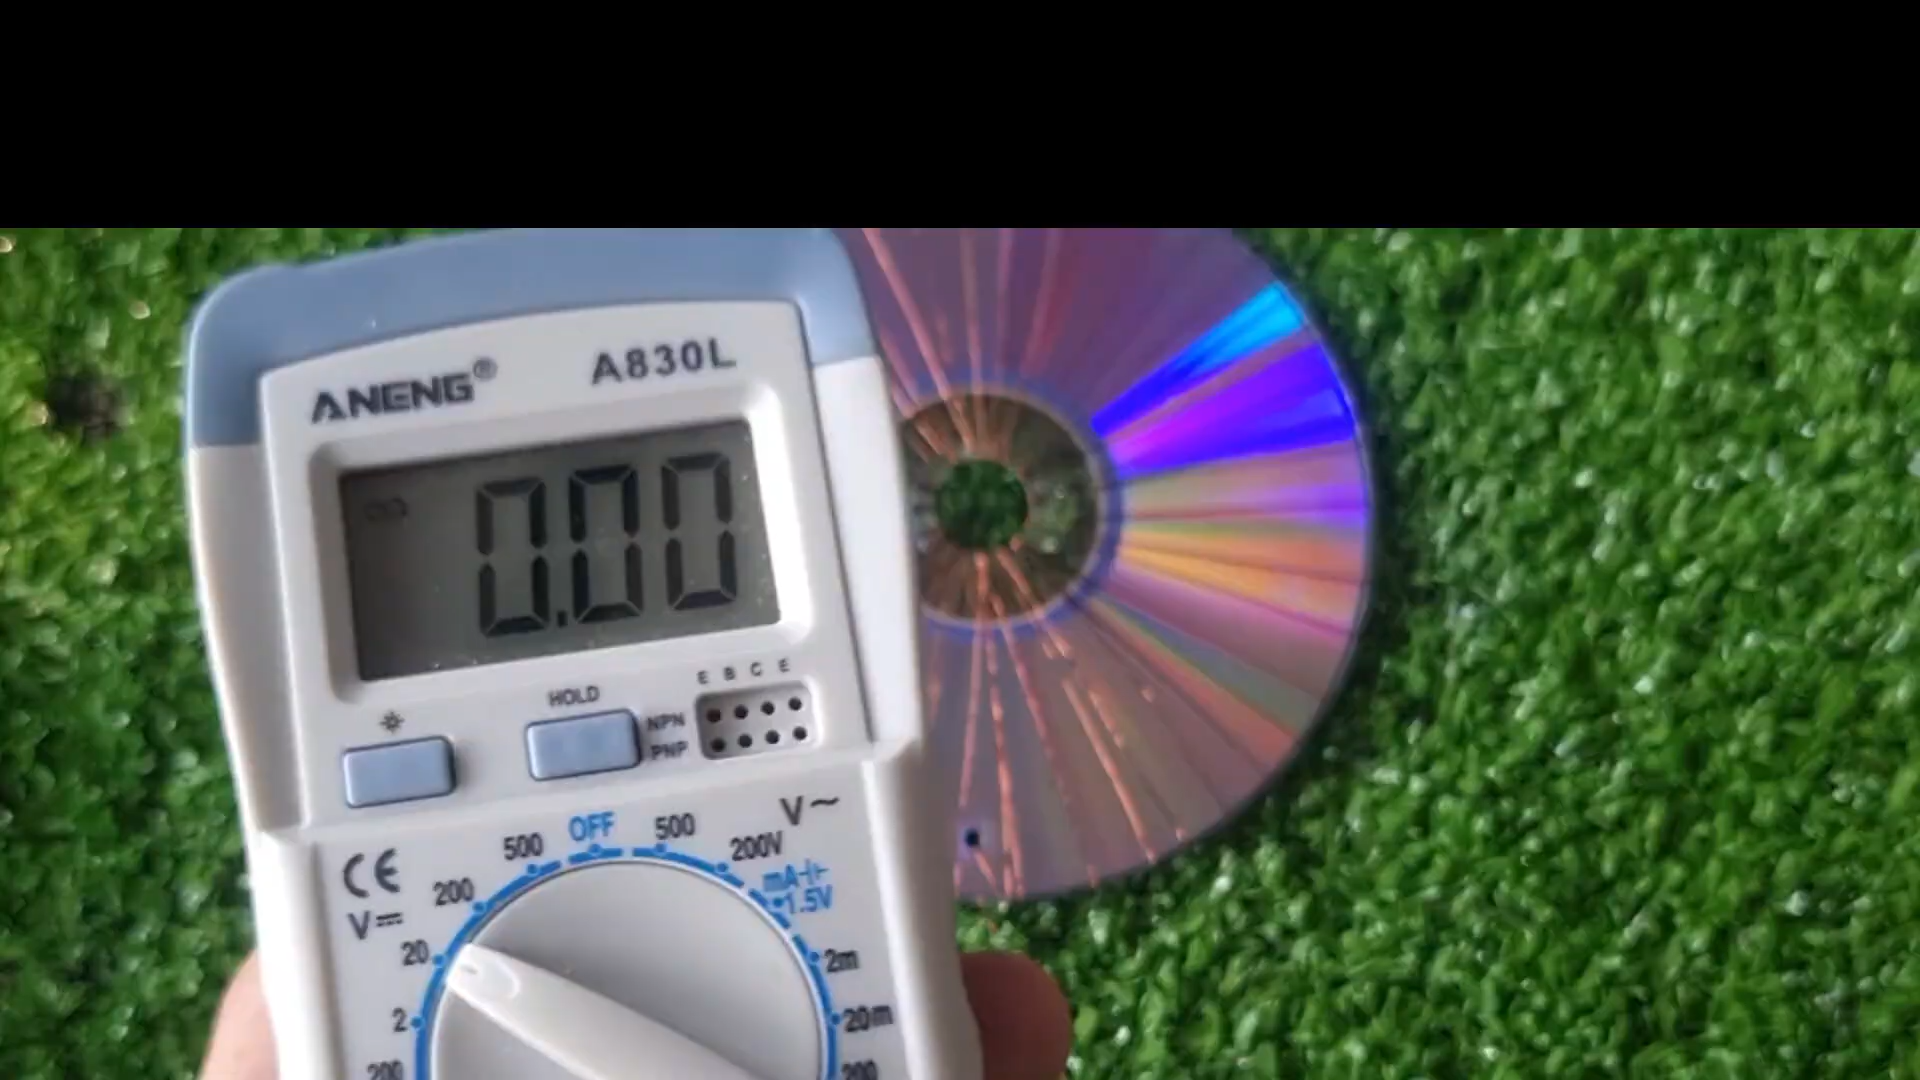 ANENG® A830L
0.00
E B C E
HOLD
NPN
PNP
CE
500 OFF 500
200 200V V~
V⎓ mA
1.5V
20 2m
2 20m
200 200